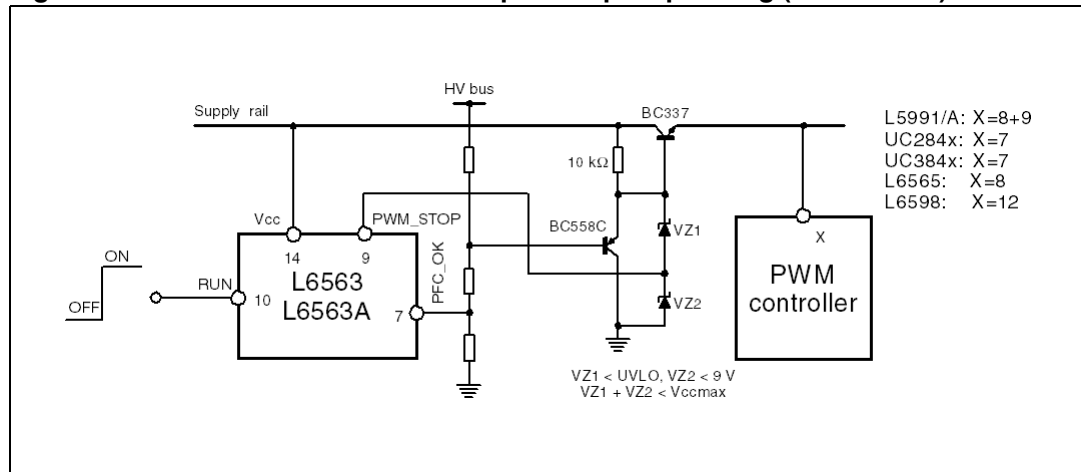 HV bus
Supply rail
BC337
L5991/A: X=8+9
UC284x: X=7
UC384x: X=7
L6565: X=8
L6598: X=12
10 kΩ
Vcc
PWM_STOP
BC558C
VZ1
X
14
9
ON
OFF
RUN
10
L6563
L6563A
PFC_OK
7
VZ2
PWM
controller
VZ1 < UVLO, VZ2 < 9 V
VZ1 + VZ2 < Vccmax